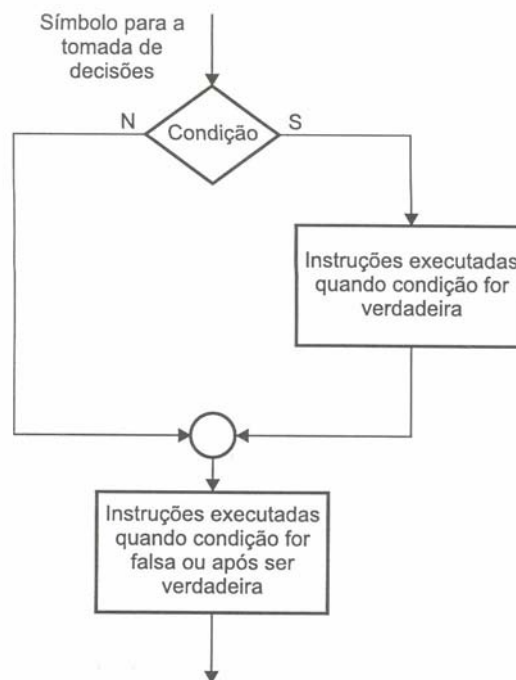 Símbolo para a
tomada de
decisões
N
Condição
S
Instruções executadas
quando condição for
verdadeira
Instruções executadas
quando condição for
falsa ou após ser
verdadeira